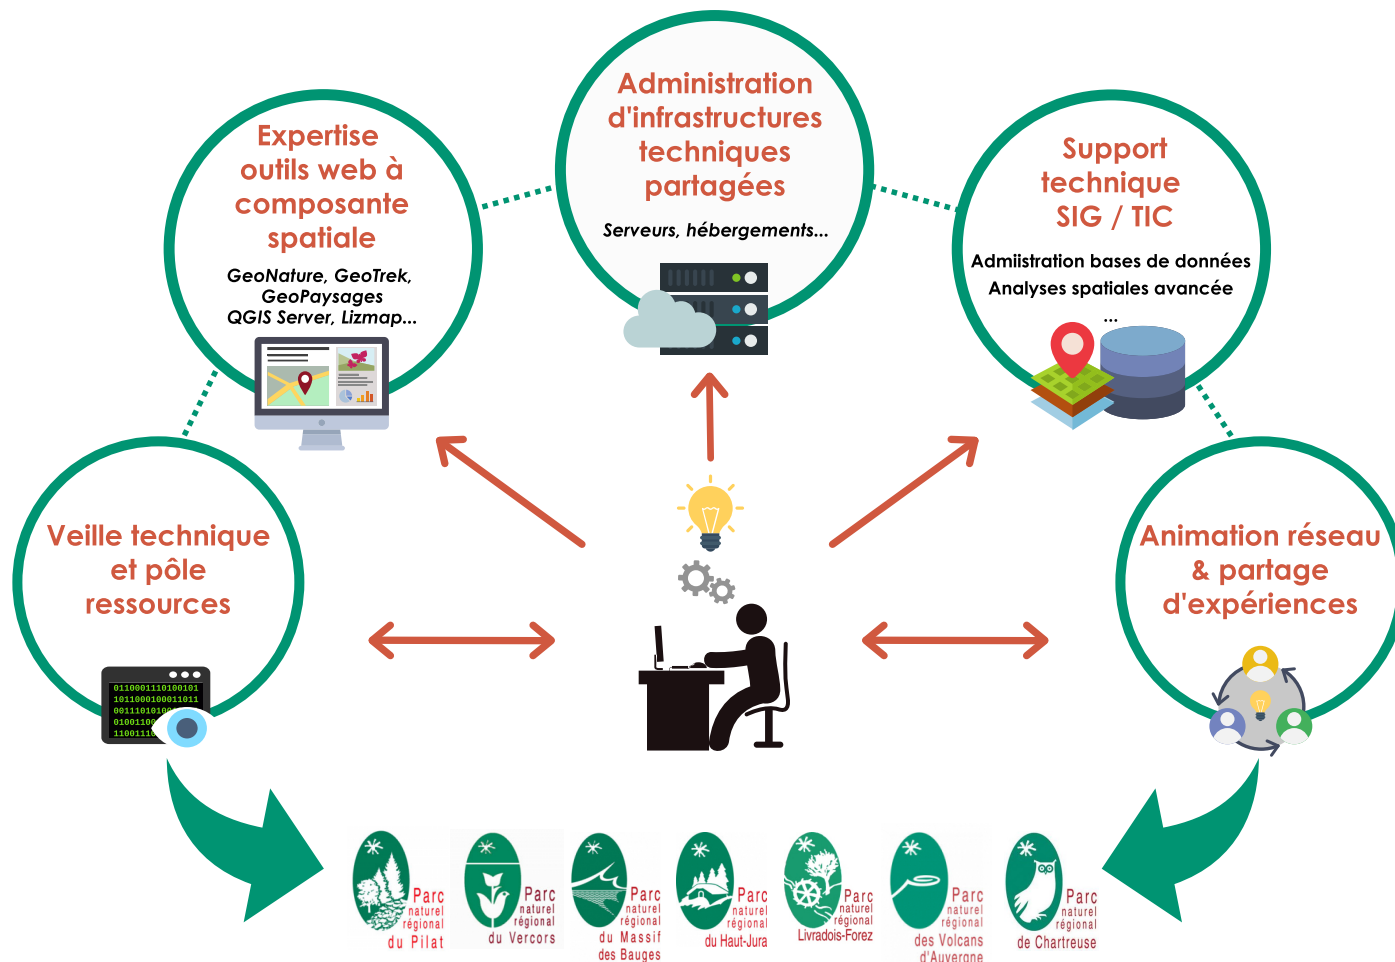 Administration
d'infrastructures
techniques
partagées
Serveurs, hébergements...
Expertise
outils web à
composante
spatiale
GeoNature, GeoTrek,
GeoPaysages
QGIS Server, Lizmap...
Support
technique
SIG / TIC
Admiistration bases de données
Analyses spatiales avancée
...
Veille technique
et pôle
ressources
0110001110100101
1011000100011011
Animation réseau
& partage
d'expériences
Parc
naturel
régional
du Pilat
Parc
naturel
régional
du Vercors
Parc
naturel
régional
du Massif
des Bauges
Parc
naturel
régional
du Haut-Jura
Parc
naturel
régional
Livradois-Forez
Parc
naturel
régional
des Volcans
d'Auvergne
Parc
naturel
régional
de Chartreuse